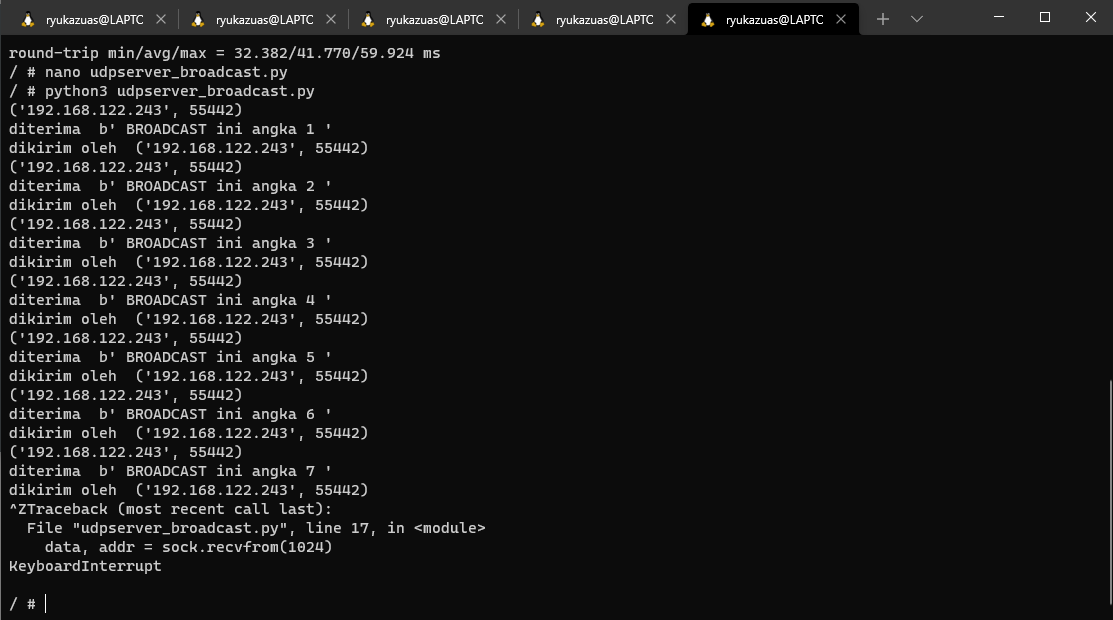 ryukazuas@LAPTC
ryukazuas@LAPTC
ryukazuas@LAPTC
ryukazuas@LAPTC
ryukazuas@LAPTC
round-trip min/avg/max = 32.382/41.770/59.924 ms
/ # nano udpserver_broadcast.py
/ # python3 udpserver_broadcast.py
('192.168.122.243', 55442)
diterima  b' BROADCAST ini angka 1 '
dikirim oleh  ('192.168.122.243', 55442)
('192.168.122.243', 55442)
diterima  b' BROADCAST ini angka 2 '
dikirim oleh  ('192.168.122.243', 55442)
('192.168.122.243', 55442)
diterima  b' BROADCAST ini angka 3 '
dikirim oleh  ('192.168.122.243', 55442)
('192.168.122.243', 55442)
diterima  b' BROADCAST ini angka 4 '
dikirim oleh  ('192.168.122.243', 55442)
('192.168.122.243', 55442)
diterima  b' BROADCAST ini angka 5 '
dikirim oleh  ('192.168.122.243', 55442)
('192.168.122.243', 55442)
diterima  b' BROADCAST ini angka 6 '
dikirim oleh  ('192.168.122.243', 55442)
('192.168.122.243', 55442)
diterima  b' BROADCAST ini angka 7 '
dikirim oleh  ('192.168.122.243', 55442)
^ZTraceback (most recent call last):
  File "udpserver_broadcast.py", line 17, in <module>
    data, addr = sock.recvfrom(1024)
KeyboardInterrupt
/ #